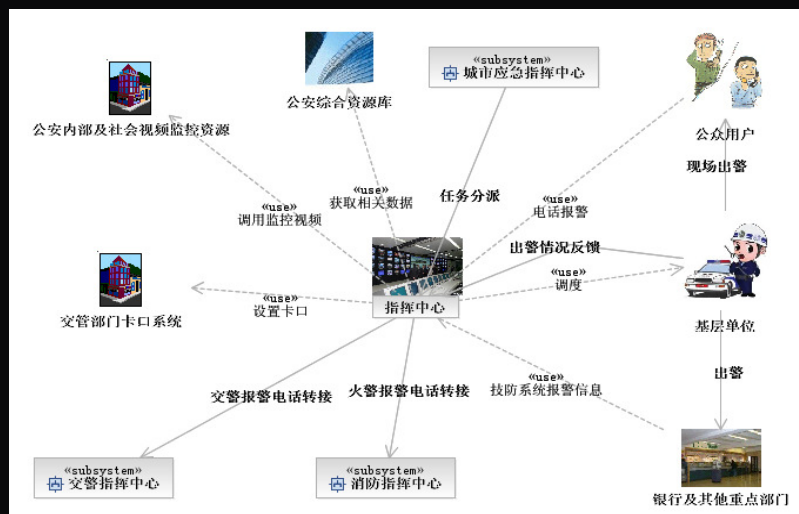 «subsystem»
城市应急指挥中心
公安内部及社会视频监控资源
公安综合资源库
公众用户
现场出警
«use»
调用监控视频
«use»
获取相关数据
任务分派
«use»
电话报警
出警情况反馈
«use»
调度
指挥中心
基层单位
交管部门卡口系统
«use»
设置卡口
出警
交警报警电话转接
火警报警电话转接
«use»
技防系统报警信息
«subsystem»
交警指挥中心
«subsystem»
消防指挥中心
银行及其他重点部门